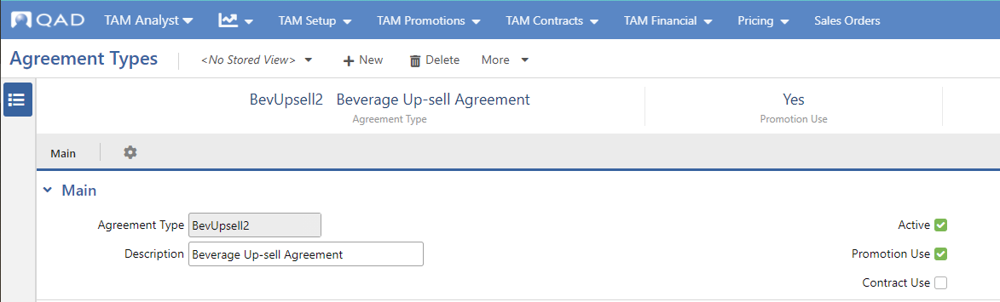 QAD TAM Analyst TAM Setup TAM Promotions TAM Contracts TAM Financial Pricing Sales Orders
Agreement Types <No Stored View> New Delete More
BevUpsell2 Beverage Up-sell Agreement Yes
Agreement Type Promotion Use
Main
Main
Agreement Type BevUpsell2 Active
Description Beverage Up-sell Agreement Promotion Use
Contract Use